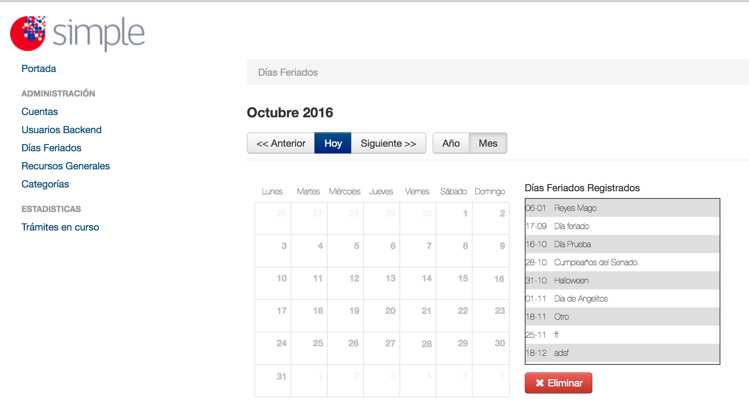 simple
Portada
ADMINISTRACIÓN
Cuentas
Usuarios Backend
Días Feriados
Recursos Generales
Categorías
ESTADISTICAS
Trámites en curso
Días Feriados
Octubre 2016
<< Anterior Hoy Siguiente >> Año Mes
Lunes Martes Miércoles Jueves Viernes Sábado Domingo
26 27 28 29 30 1 2
3 4 5 6 7 8 9
10 11 12 13 14 15 16
17 18 19 20 21 22 23
24 25 26 27 28 29 30
31 1 2 3 4 5 6
Días Feriados Registrados
06-01 Reyes Mago
17-09 Día feriado
16-10 Día Prueba
28-10 Cumpleaños del Senado.
31-10 Halloween
01-11 Dia de Angelitos
18-11 Otro
25-11 ff
18-12 adsf
✖ Eliminar